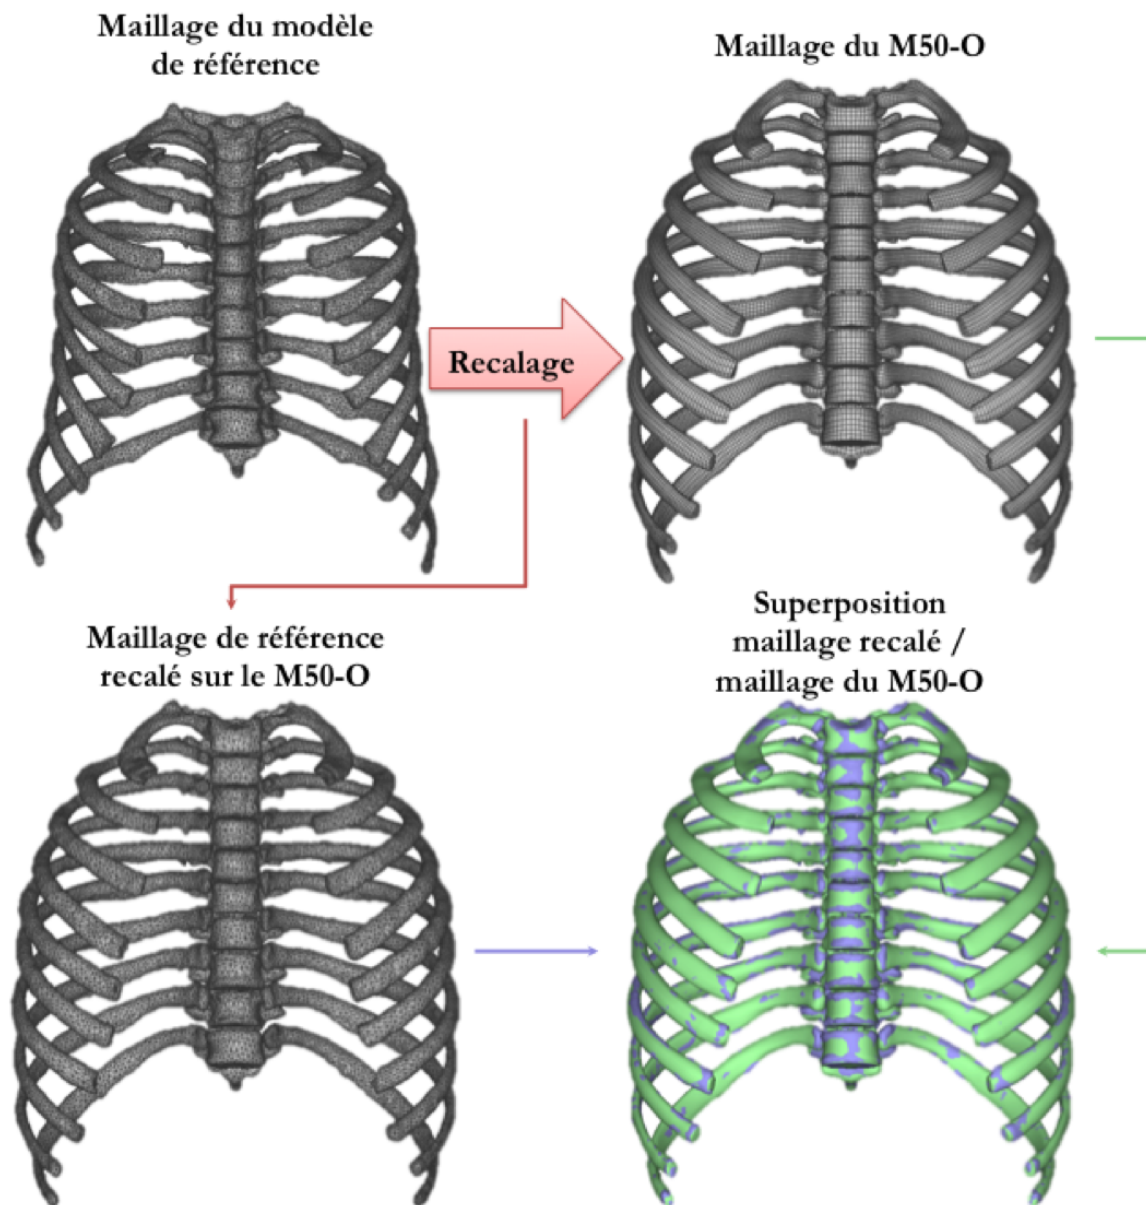 Maillage du modèle
de référence
Maillage du M50-O
Recalage
Maillage de référence
recalé sur le M50-O
Superposition
maillage recalé /
maillage du M50-O